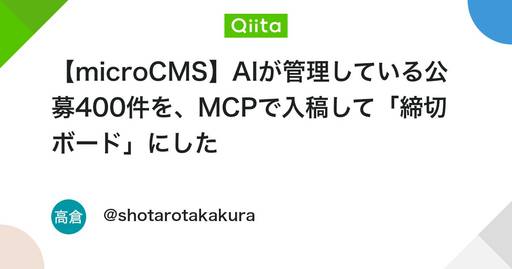 Qiita
【microCMS】AIが管理している公
募400件を、MCPで入稿して「締切
ボード」にした
高倉
@shotarotakakura